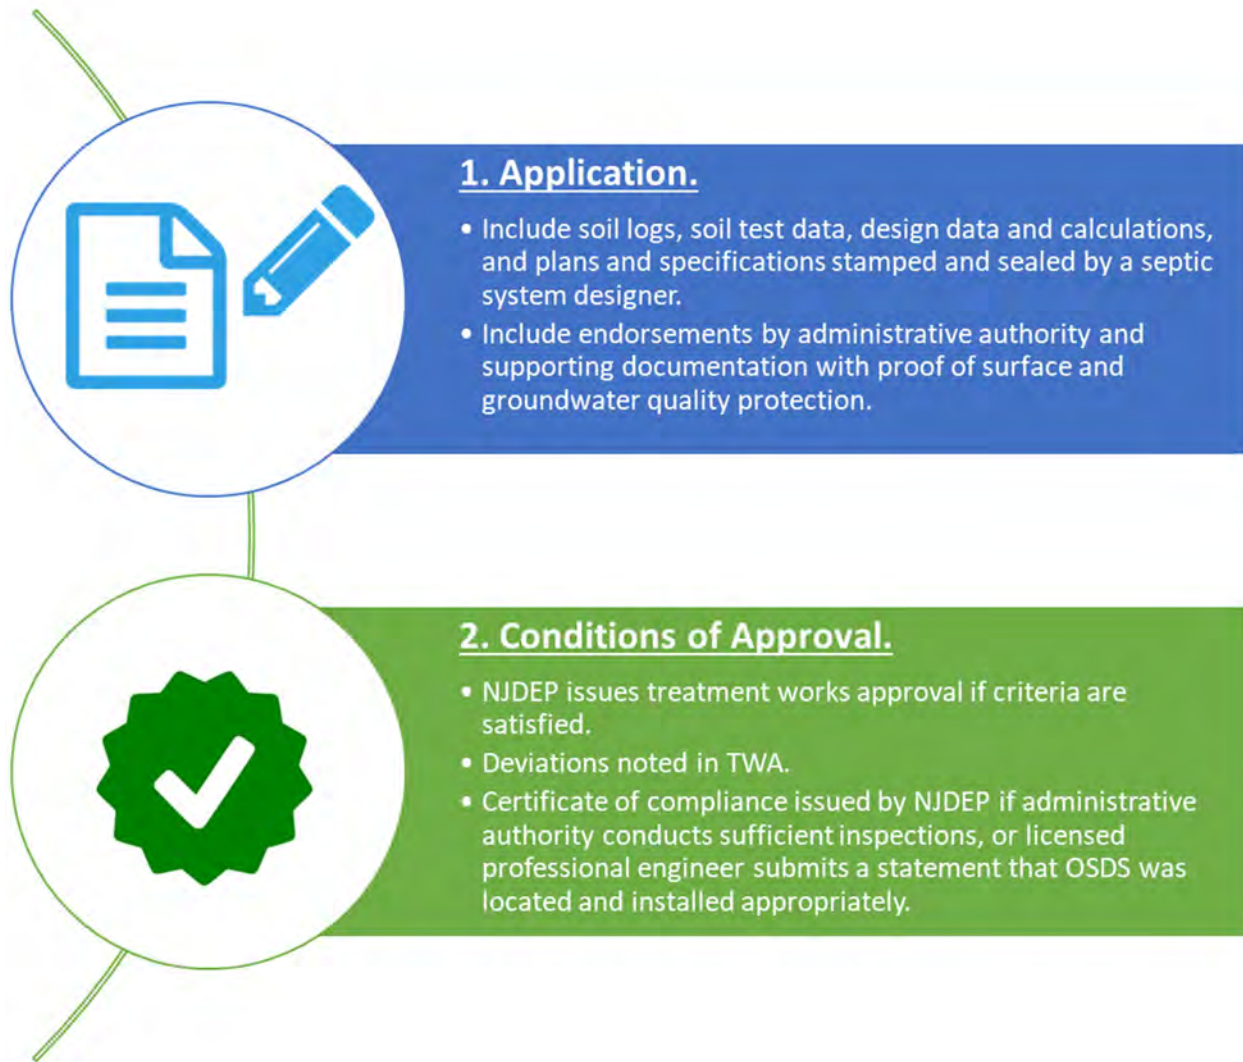 1. Application.
• Include soil logs, soil test data, design data and calculations,
and plans and specifications stamped and sealed by a septic
system designer.
• Include endorsements by administrative authority and
supporting documentation with proof of surface and
groundwater quality protection.
2. Conditions of Approval.
• NJDEP issues treatment works approval if criteria are
satisfied.
• Deviations noted in TWA.
• Certificate of compliance issued by NJDEP if administrative
authority conducts sufficient inspections, or licensed
professional engineer submits a statement that OSDS was
located and installed appropriately.